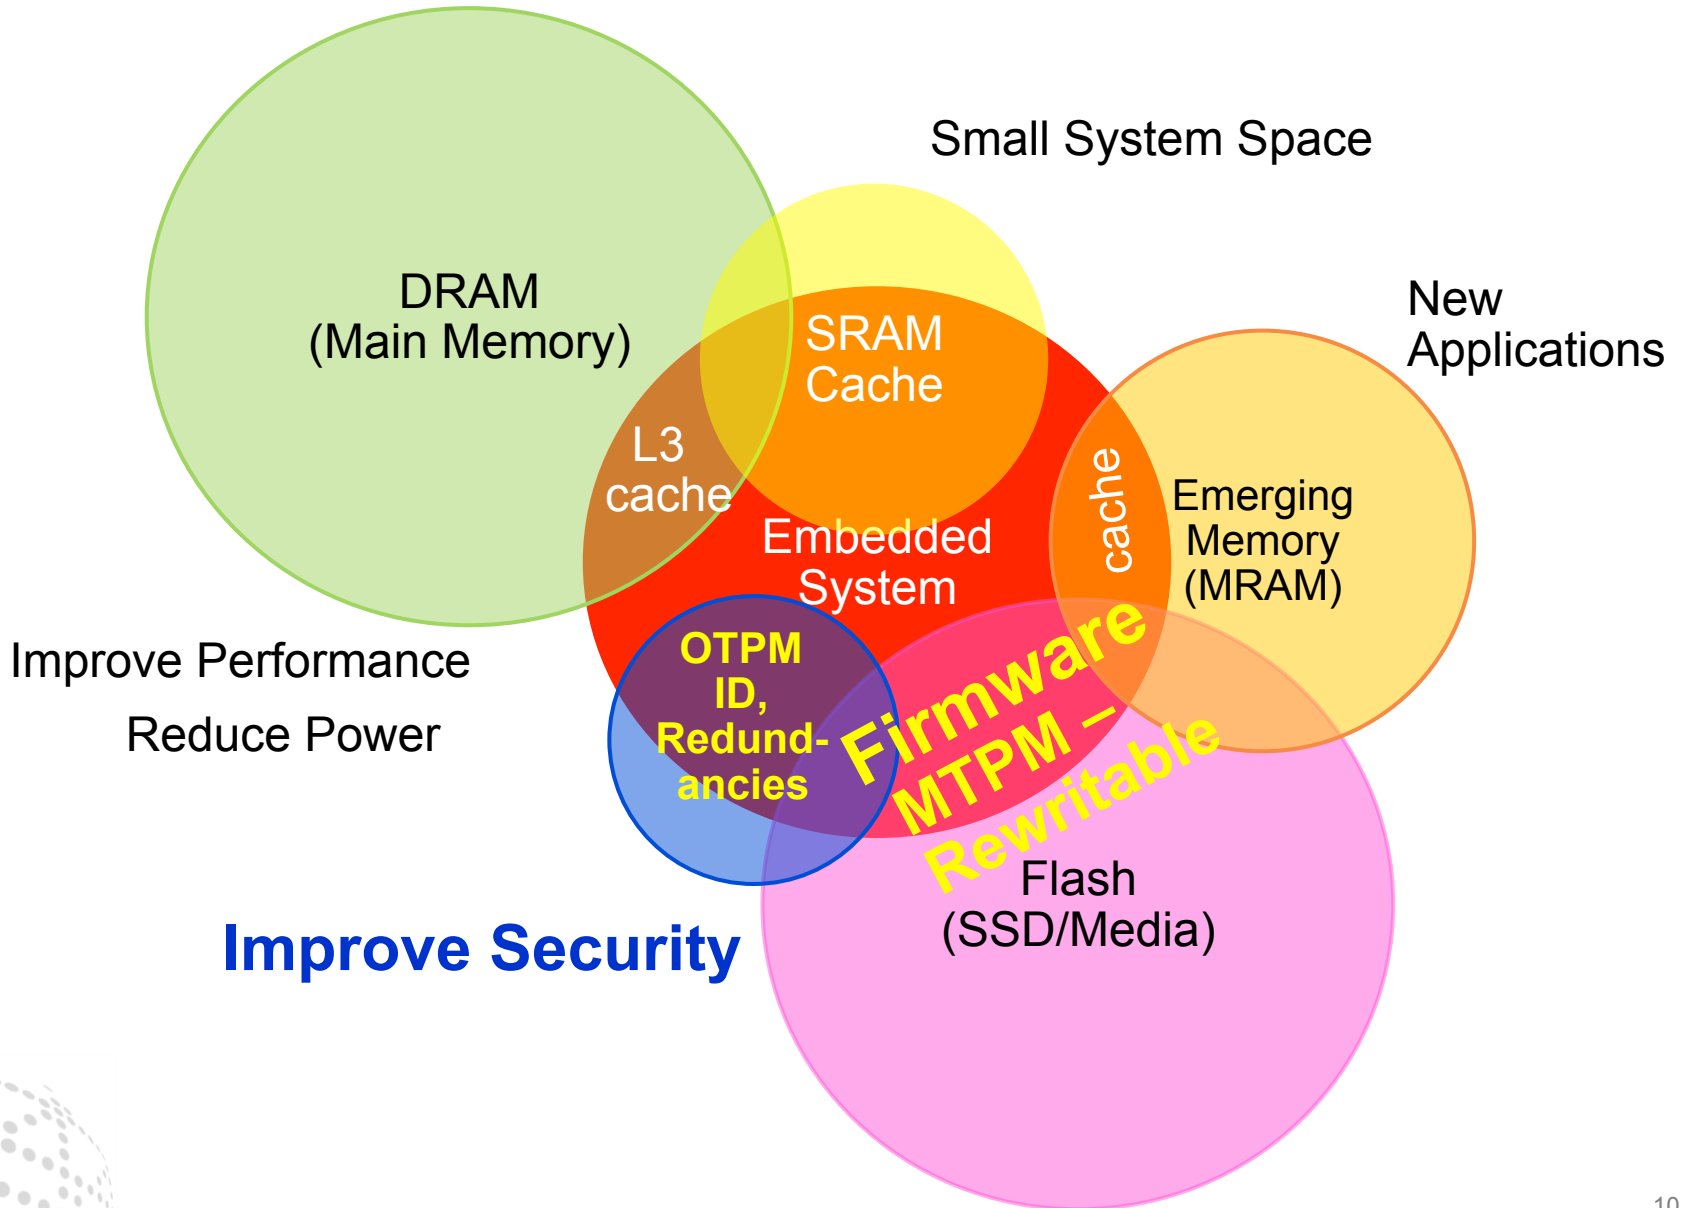 Small System Space
DRAM
(Main Memory)
SRAM
Cache
New
Applications
L3
cache
cache
Emerging
Memory
(MRAM)
Embedded
System
OTPM
ID,
Redund-
ancies
Firmware
MTPM –
Rewritable
Improve Performance
Reduce Power
Flash
(SSD/Media)
Improve Security
10